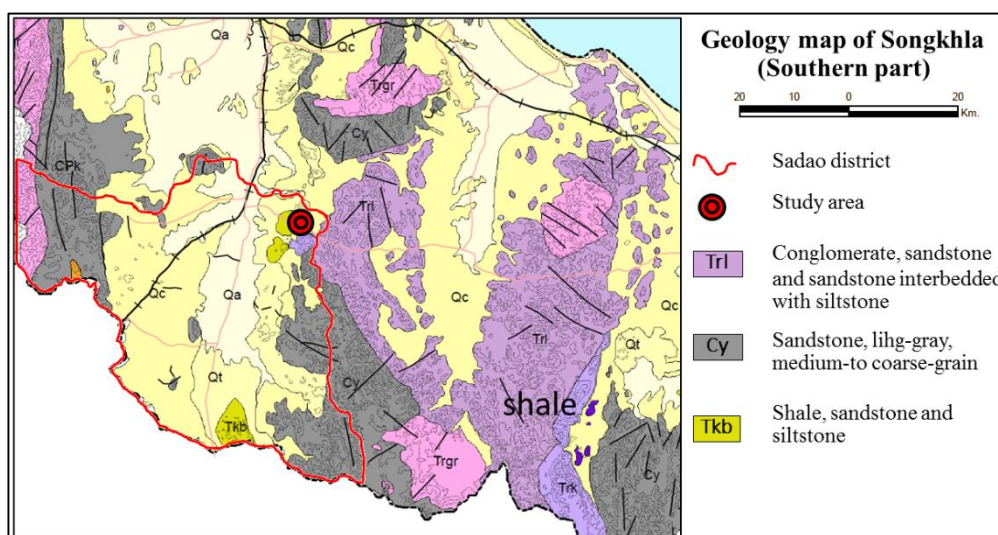 Geology map of Songkhla
(Southern part)
20 10 0 20
Km.
Sadao district
Study area
Trl
Conglomerate, sandstone
and sandstone interbedded
with siltstone
Cy
Sandstone, lihg-gray,
medium-to coarse-grain
Tkb
Shale, sandstone and
siltstone
Qa
Qc
Trgr
Cy
CPk
Trl
Qc
Qa
Qc
Qc
Trl
Qt
Qt
Cy
shale
Tkb
Trgr
Trk
Cy